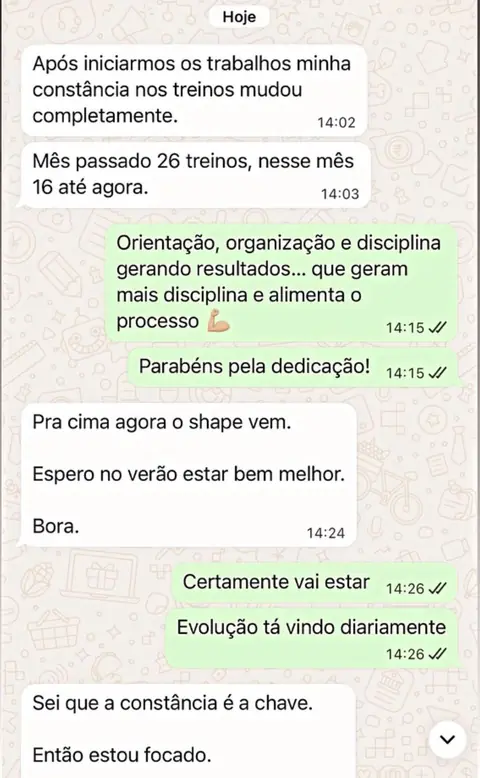 Hoje
Após iniciarmos os trabalhos minha
constância nos treinos mudou
completamente.
14:02
Mês passado 26 treinos, nesse mês
16 até agora.
14:03
Orientação, organização e disciplina
gerando resultados... que geram
mais disciplina e alimenta o
processo 💪🏼
14:15
Parabéns pela dedicação!
14:15
Pra cima agora o shape vem.
Espero no verão estar bem melhor.
Bora.
14:24
Certamente vai estar
14:26
Evolução tá vindo diariamente
14:26
Sei que a constância é a chave.
Então estou focado.